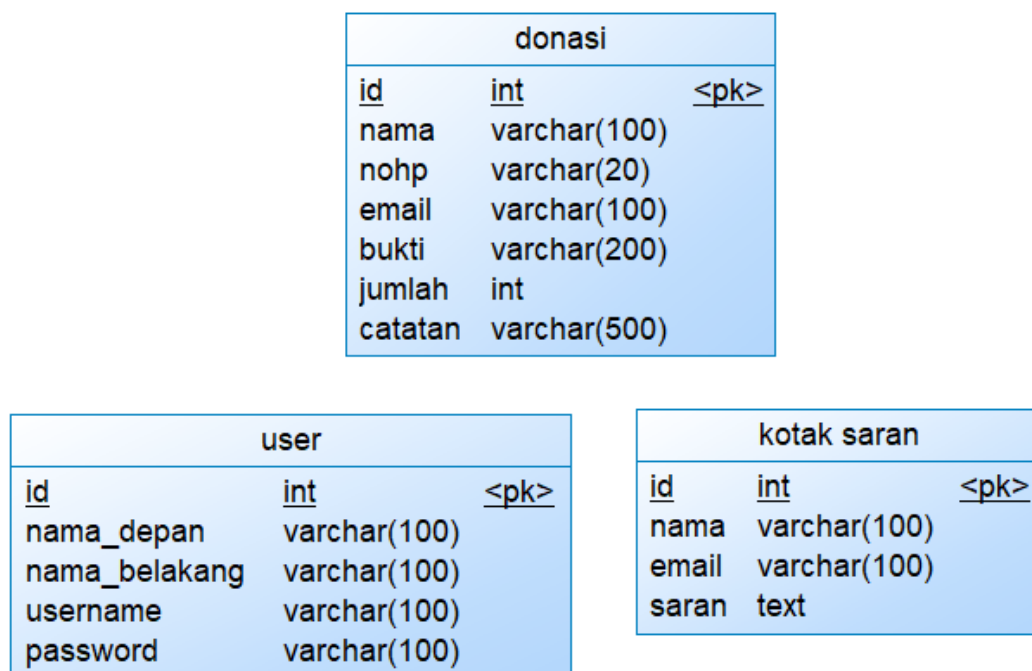 donasi
id int <pk>
nama varchar(100)
nohp varchar(20)
email varchar(100)
bukti varchar(200)
jumlah int
catatan varchar(500)
user
id int <pk>
nama_depan varchar(100)
nama_belakang varchar(100)
username varchar(100)
password varchar(100)
kotak saran
id int <pk>
nama varchar(100)
email varchar(100)
saran text